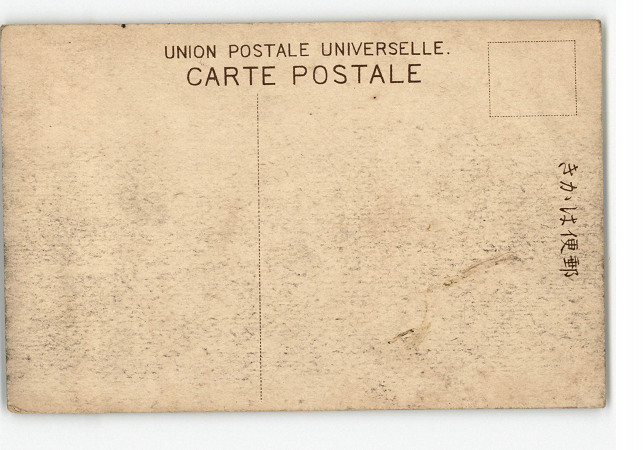 UNION POSTALE UNIVERSELLE.
CARTE POSTALE
きかは便郵